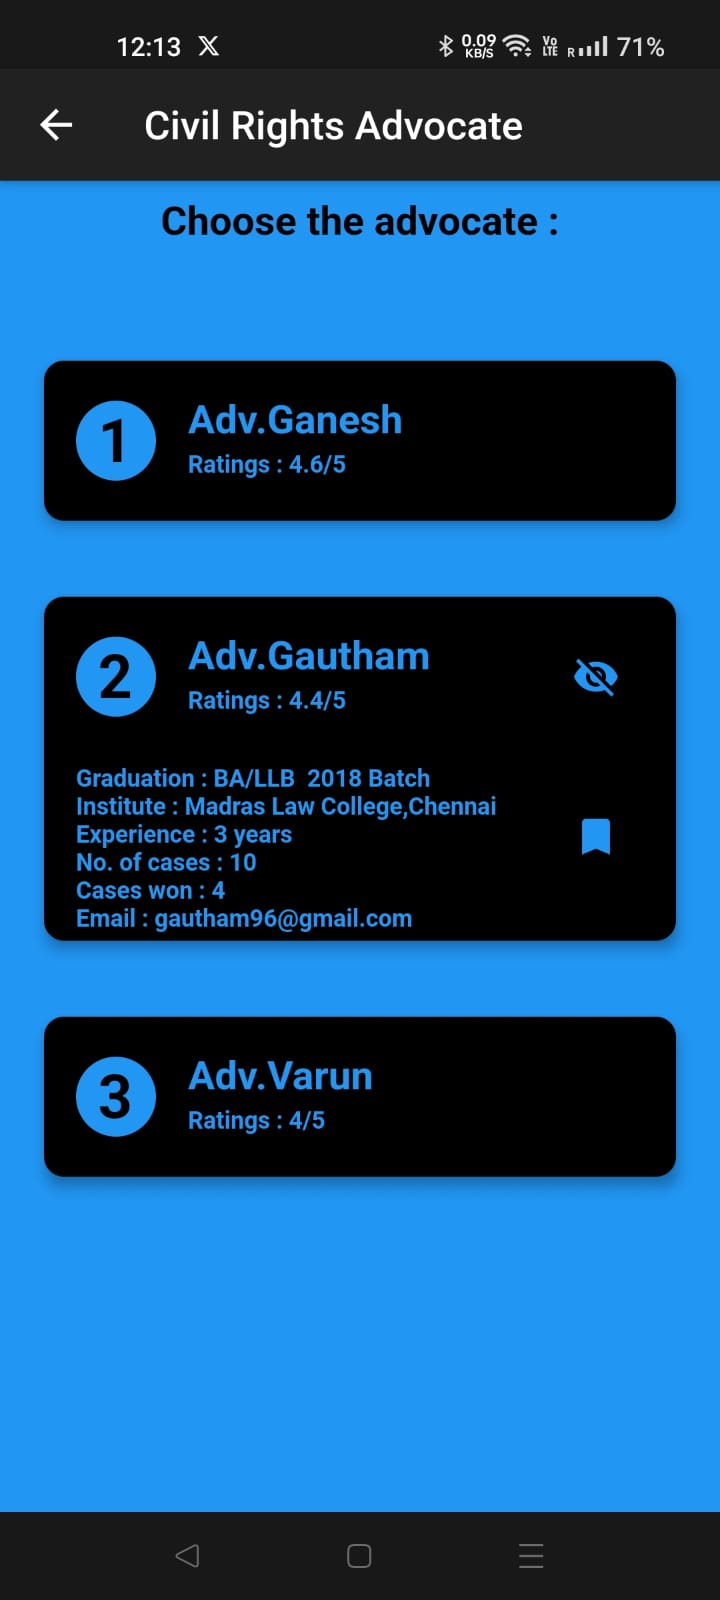 12:13 X 0.09 KB/S Vo LTE R 71%
Civil Rights Advocate
Choose the advocate :
1 Adv.Ganesh
Ratings : 4.6/5
2 Adv.Gautham
Ratings : 4.4/5
Graduation : BA/LLB  2018 Batch
Institute : Madras Law College,Chennai
Experience : 3 years
No. of cases : 10
Cases won : 4
Email : gautham96@gmail.com
3 Adv.Varun
Ratings : 4/5